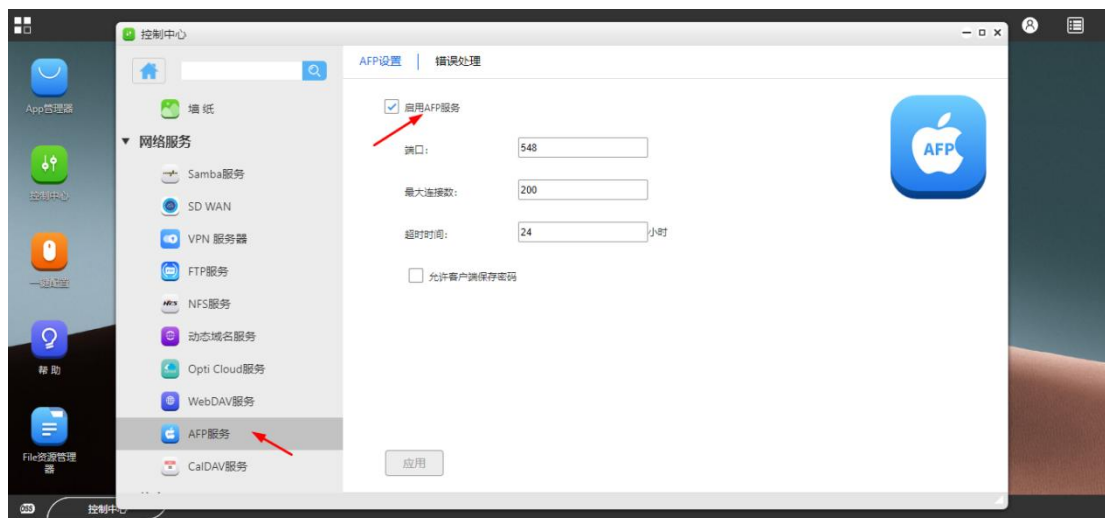 控制中心
AFP设置 错误处理
App管理器
墙纸
启用AFP服务
AFP
网络服务
端口: 548
控制中心
Samba服务
最大连接数: 200
SD WAN
超时时间: 24 小时
VPN 服务器
FTP服务
允许客户端保存密码
一键配置
NFS服务
动态域名服务
帮助
Opti Cloud服务
WebDAV服务
AFP服务
File资源管理
器
CalDAV服务
应用
控制中心